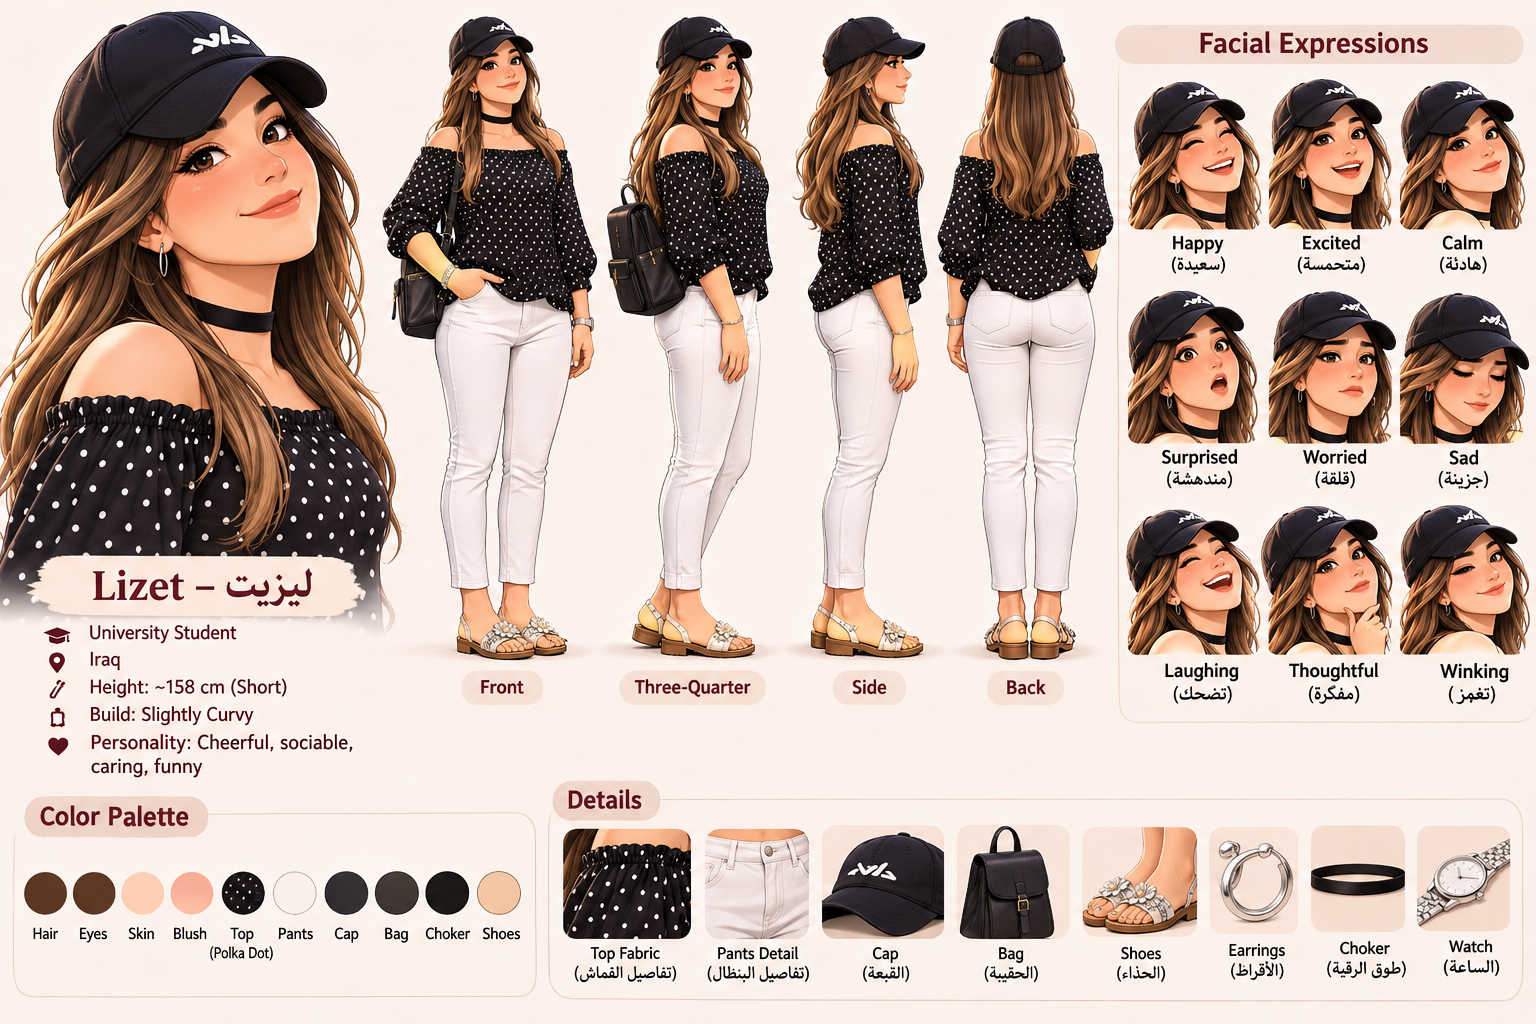 Lizet – ليزيت
University Student
Iraq
Height: ~158 cm (Short)
Build: Slightly Curvy
Personality: Cheerful, sociable,
caring, funny
Front
Three-Quarter
Side
Back
Facial Expressions
Happy
(سعيدة)
Excited
(متحمسة)
Calm
(هادئة)
Surprised
(مندهشة)
Worried
(قلقة)
Sad
(جزينة)
Laughing
(تضحك)
Thoughtful
(مفكرة)
Winking
(تغمز)
Color Palette
Hair
Eyes
Skin
Blush
Top
(Polka Dot)
Pants
Cap
Bag
Choker
Shoes
Details
Top Fabric
(تفاصيل القماش)
Pants Detail
(تفاصيل البنظال)
Cap
(القبعة)
Bag
(الحقيبة)
Shoes
(الحذاء)
Earrings
(الأقراظ)
Choker
(طوق الرقبة)
Watch
(الساعة)